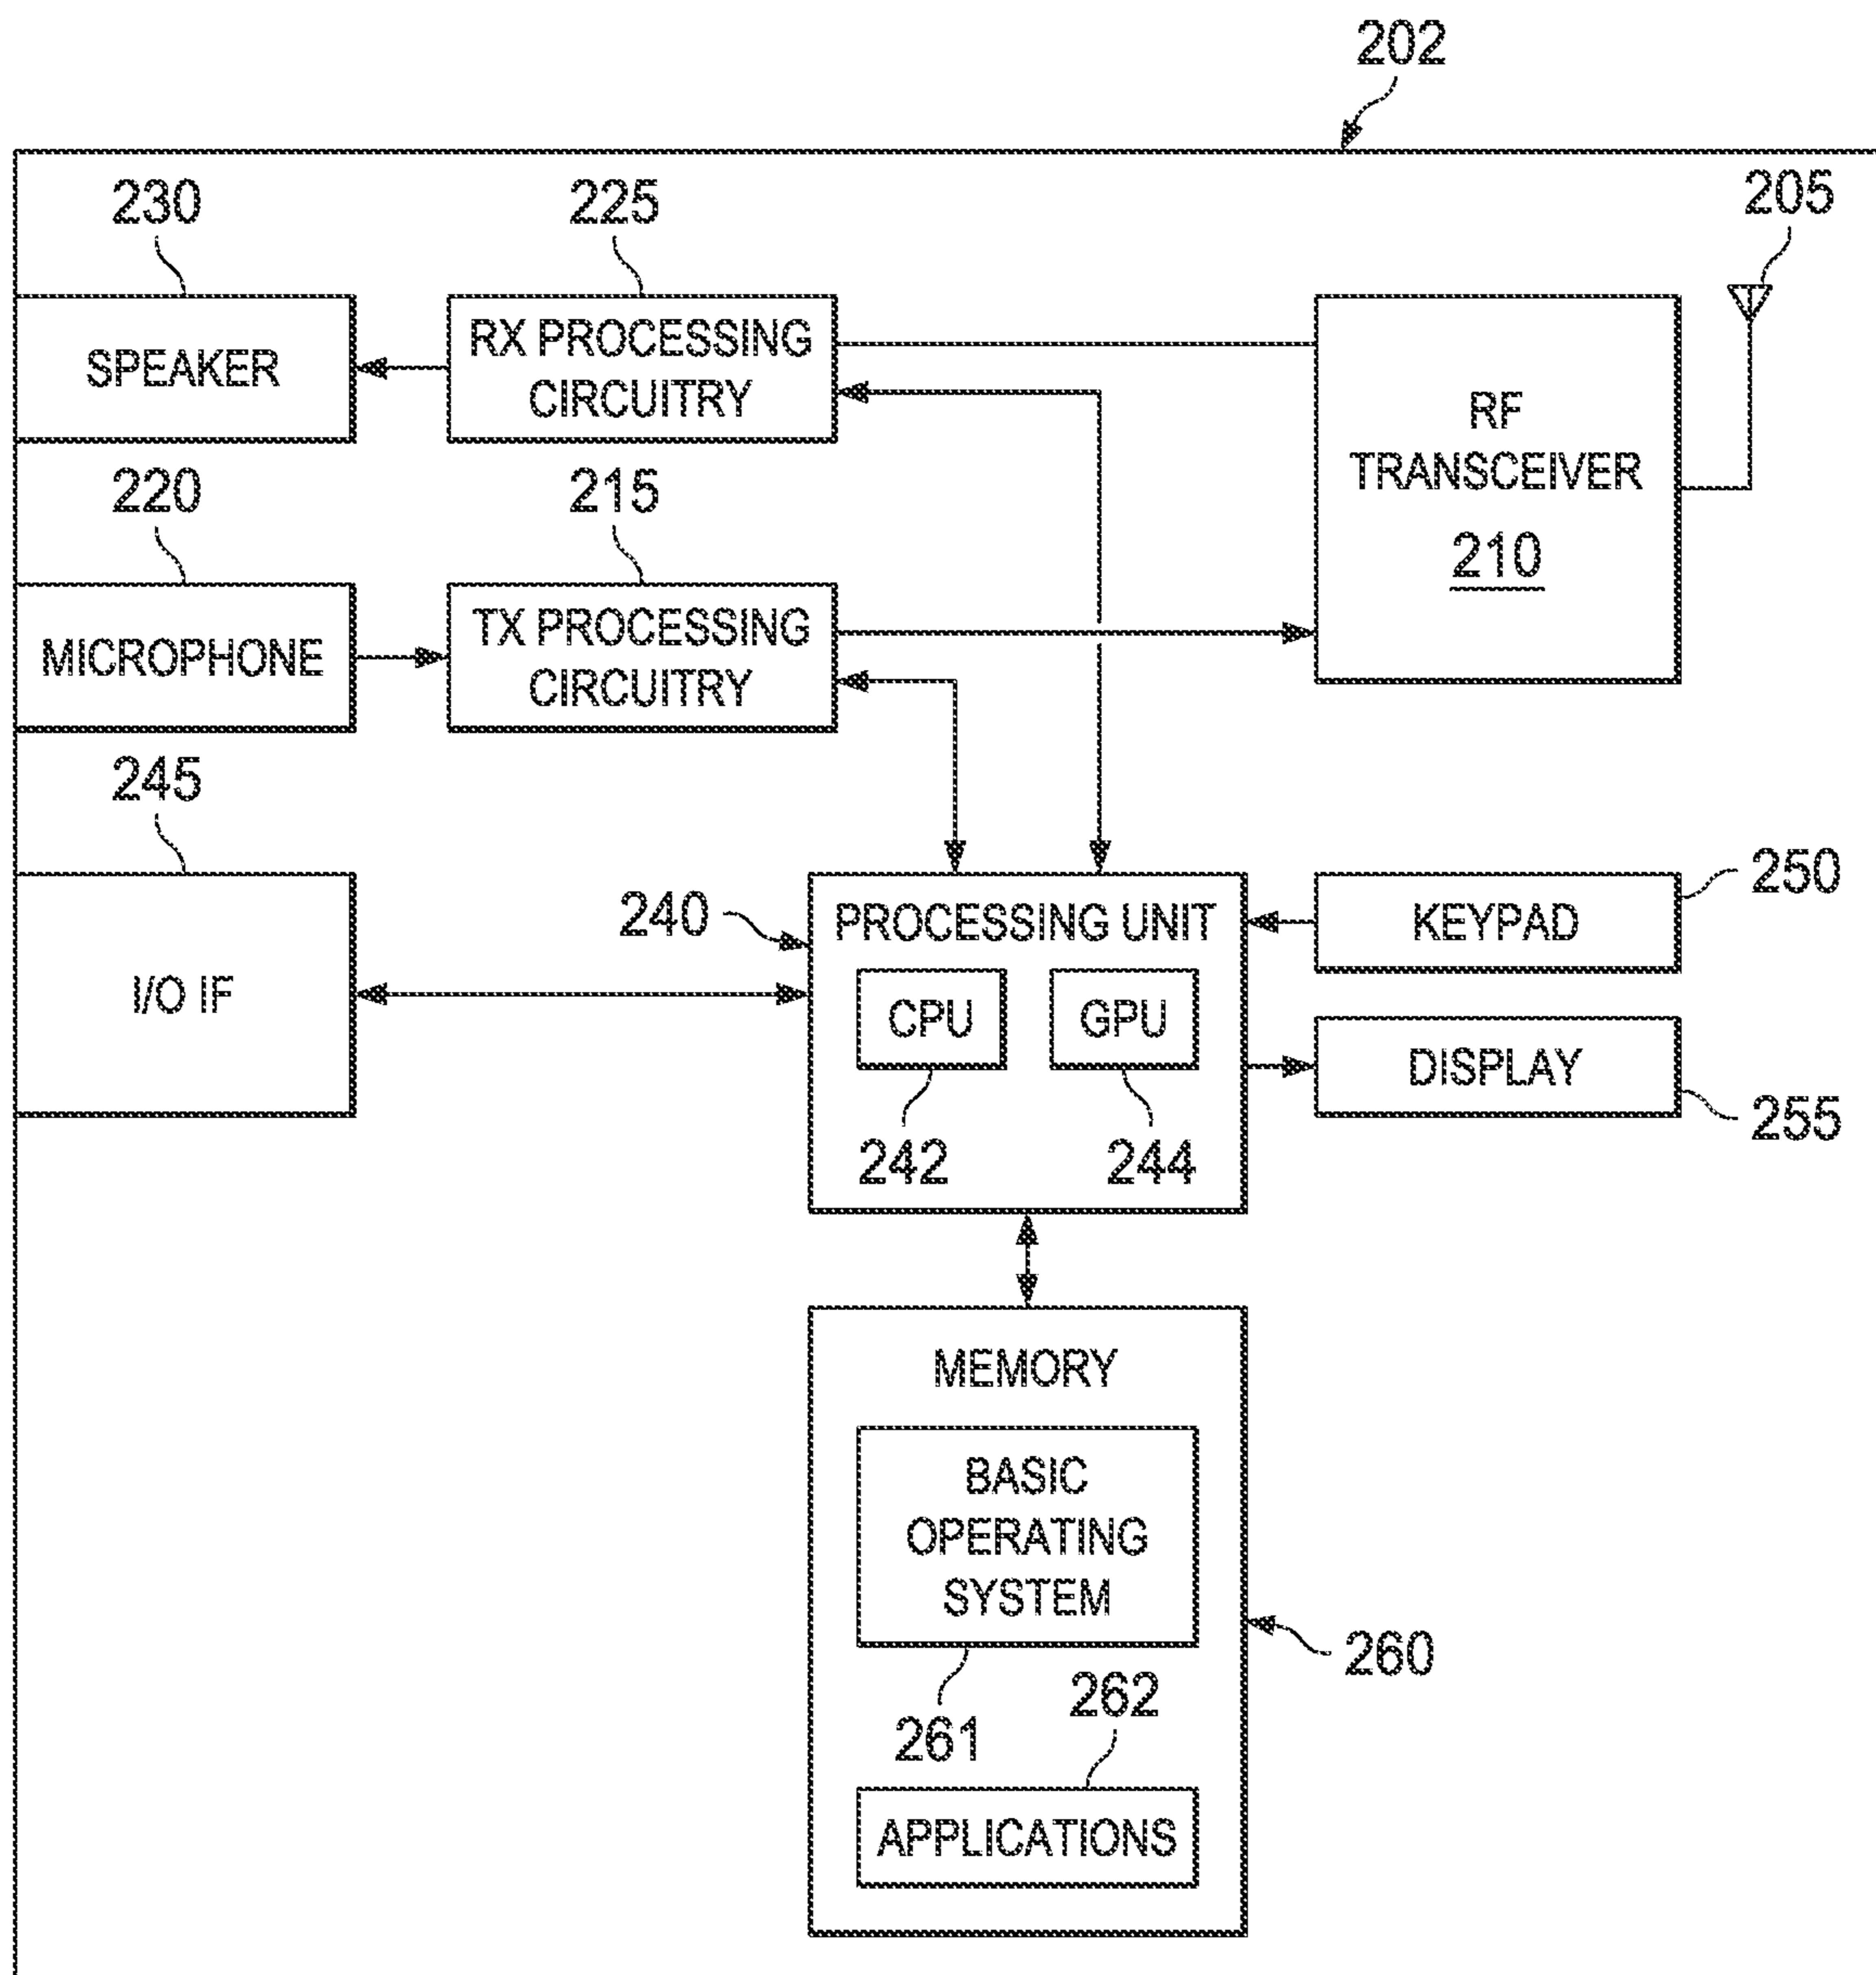 202
230
225
205
SPEAKER
RX PROCESSING
CIRCUITRY
RF
TRANSCEIVER
210
220
215
MICROPHONE
TX PROCESSING
CIRCUITRY
245
I/O IF
240
PROCESSING UNIT
CPU
GPU
242
244
KEYPAD
250
DISPLAY
255
MEMORY
BASIC
OPERATING
SYSTEM
261
260
262
APPLICATIONS